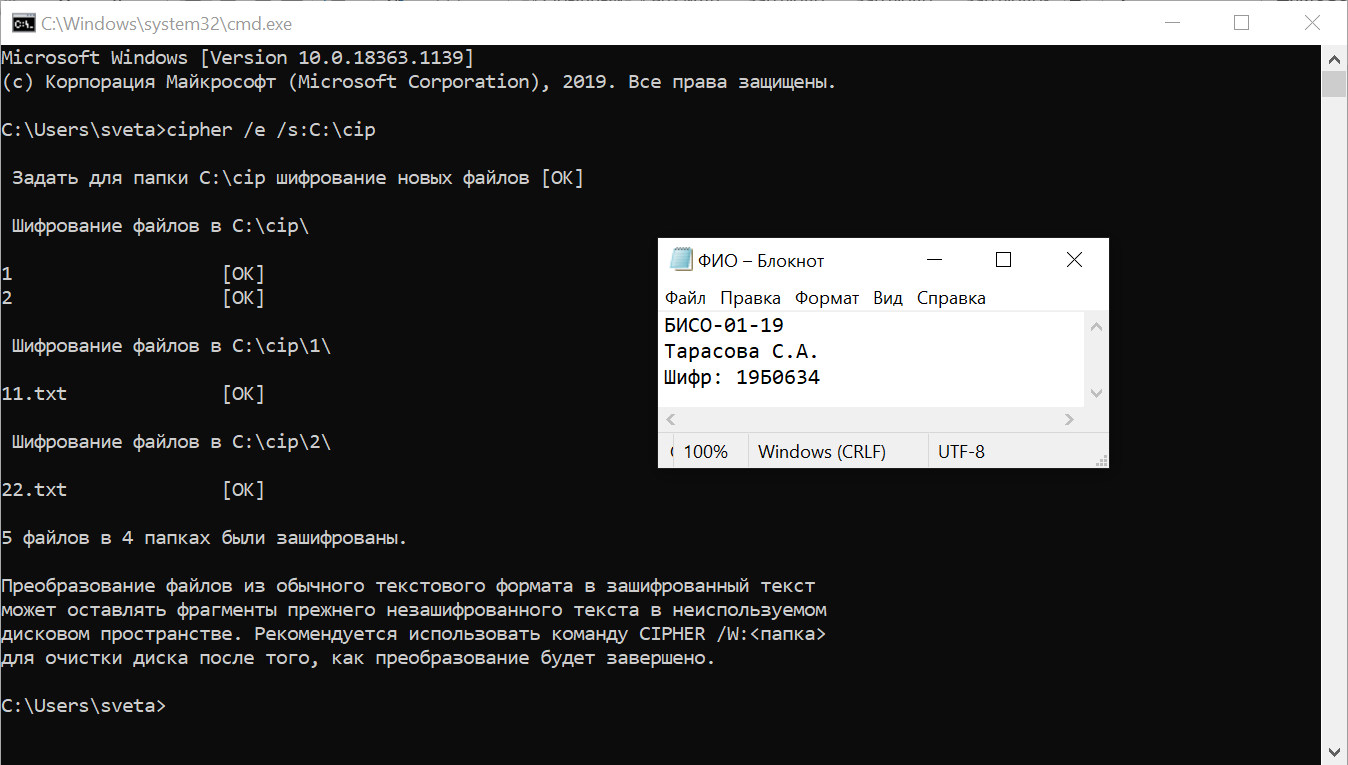 C:\Windows\system32\cmd.exe
Microsoft Windows [Version 10.0.18363.1139]
(c) Корпорация Майкрософт (Microsoft Corporation), 2019. Все права защищены.
C:\Users\sveta>cipher /e /s:C:\cip
Задать для папки C:\cip шифрование новых файлов [OK]
Шифрование файлов в C:\cip\
1 [OK]
2 [OK]
Шифрование файлов в C:\cip\1\
11.txt [OK]
Шифрование файлов в C:\cip\2\
22.txt [OK]
5 файлов в 4 папках были зашифрованы.
Преобразование файлов из обычного текстового формата в зашифрованный текст
может оставлять фрагменты прежнего незашифрованного текста в неиспользуемом
дисковом пространстве. Рекомендуется использовать команду CIPHER /W:<папка>
для очистки диска после того, как преобразование будет завершено.
C:\Users\sveta>
ФИО – Блокнот
Файл Правка Формат Вид Справка
БИСО-01-19
Тарасова С.А.
Шифр: 19Б0634
100% Windows (CRLF) UTF-8